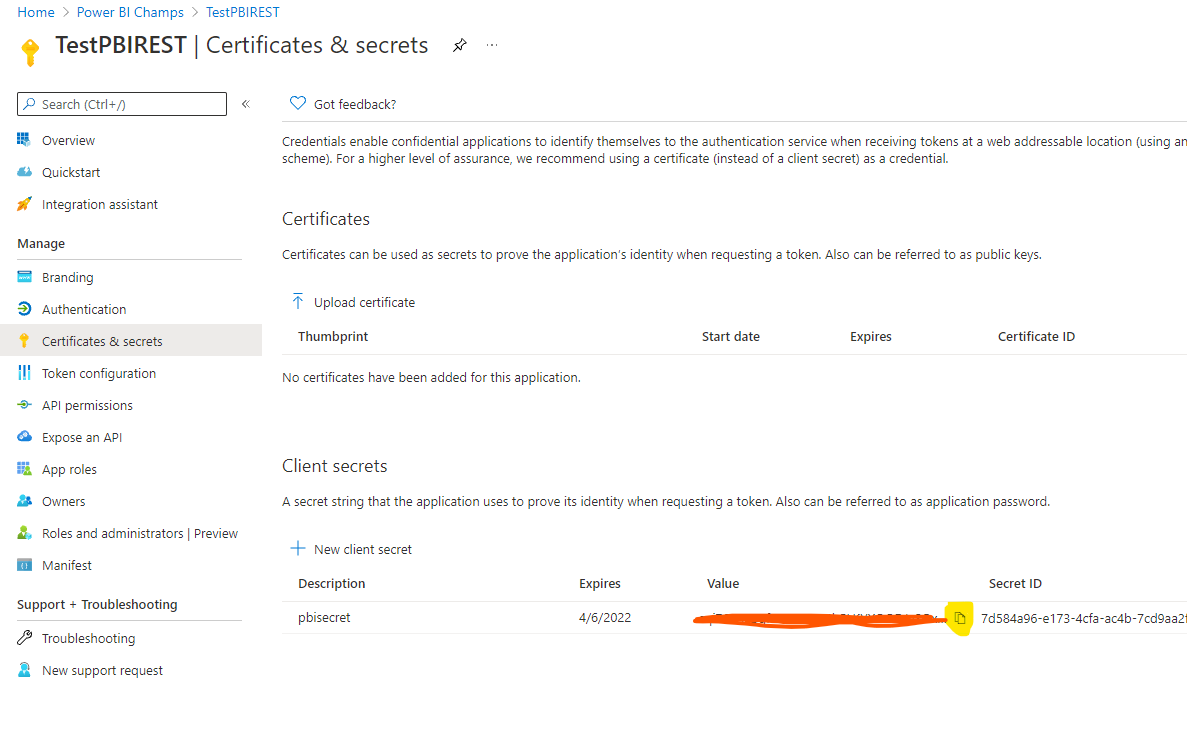 Home > Power BI Champs > TestPBIREST
TestPBIREST | Certificates & secrets
Search (Ctrl+/)
Got feedback?
Credentials enable confidential applications to identify themselves to the authentication service when receiving tokens at a web addressable location (using an
scheme). For a higher level of assurance, we recommend using a certificate (instead of a client secret) as a credential.
Overview
Quickstart
Integration assistant
Manage
Branding
Authentication
Certificates & secrets
Token configuration
API permissions
Expose an API
App roles
Owners
Roles and administrators | Preview
Manifest
Support + Troubleshooting
Troubleshooting
New support request
Certificates
Certificates can be used as secrets to prove the application's identity when requesting a token. Also can be referred to as public keys.
Upload certificate
Thumbprint Start date Expires Certificate ID
No certificates have been added for this application.
Client secrets
A secret string that the application uses to prove its identity when requesting a token. Also can be referred to as application password.
New client secret
Description Expires Value Secret ID
pbisecret 4/6/2022 7d584a96-e173-4cfa-ac4b-7cd9aa2